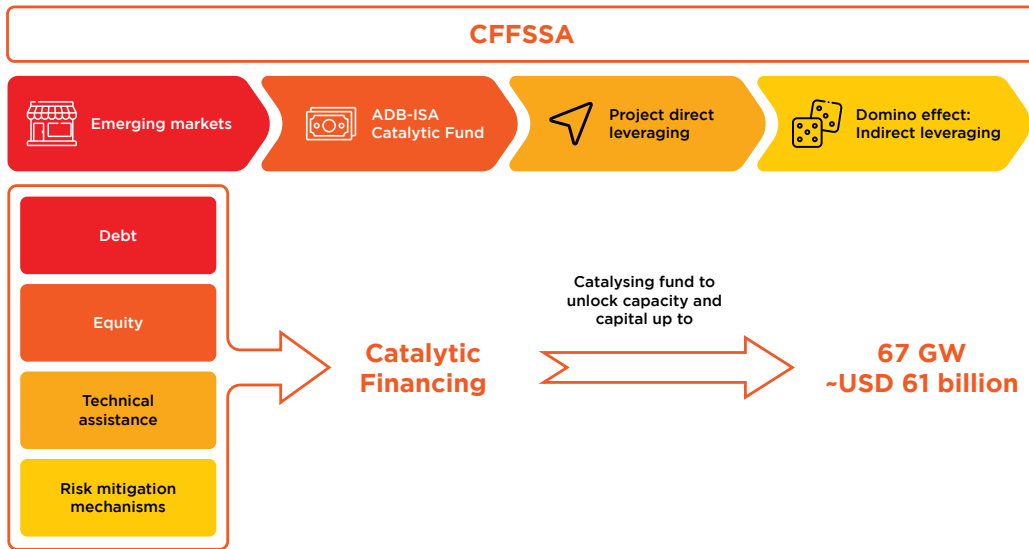 CFFSSA
Emerging markets
ADB-ISA
Catalytic Fund
Project direct
leveraging
Domino effect:
Indirect leveraging
Debt
Equity
Technical
assistance
Risk mitigation
mechanisms
Catalytic
Financing
Catalysing fund to
unlock capacity and
capital up to
67 GW
~USD 61 billion